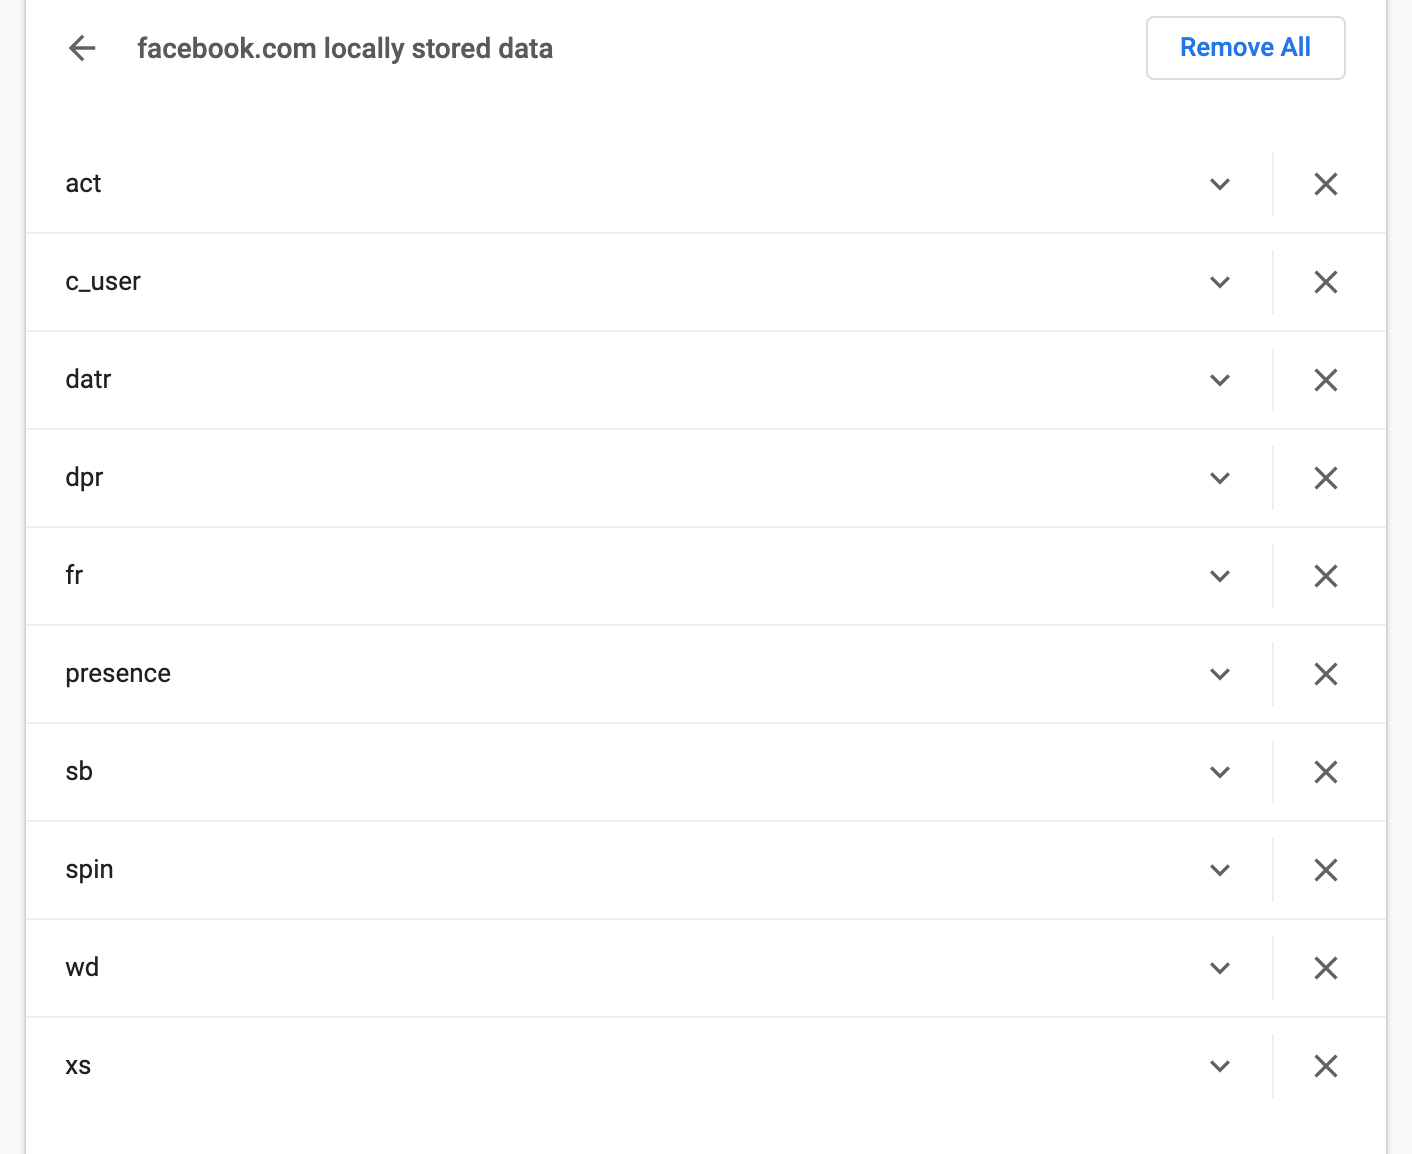 facebook.com locally stored data
Remove All
act
c_user
datr
dpr
fr
presence
sb
spin
wd
xs